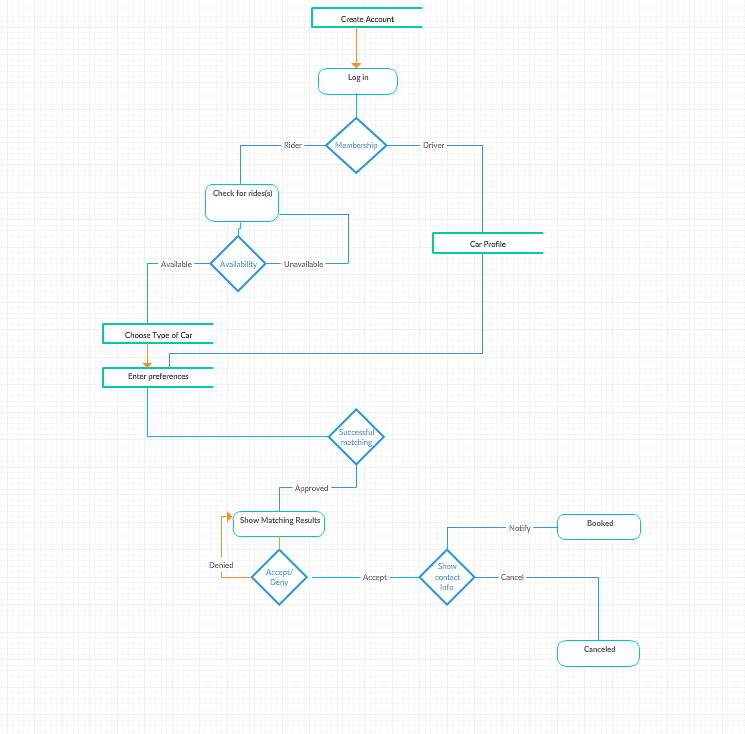 Create Account
Log in
Rider
Membership
Driver
Check for rides(s)
Car Profile
Available
Availability
Unavailable
Choose Type of Car
Enter preferences
Successful
matching
Approved
Show Matching Results
Booked
Notify
Denied
Accept/
Deny
Accept
Show
contact
Info
Cancel
Canceled